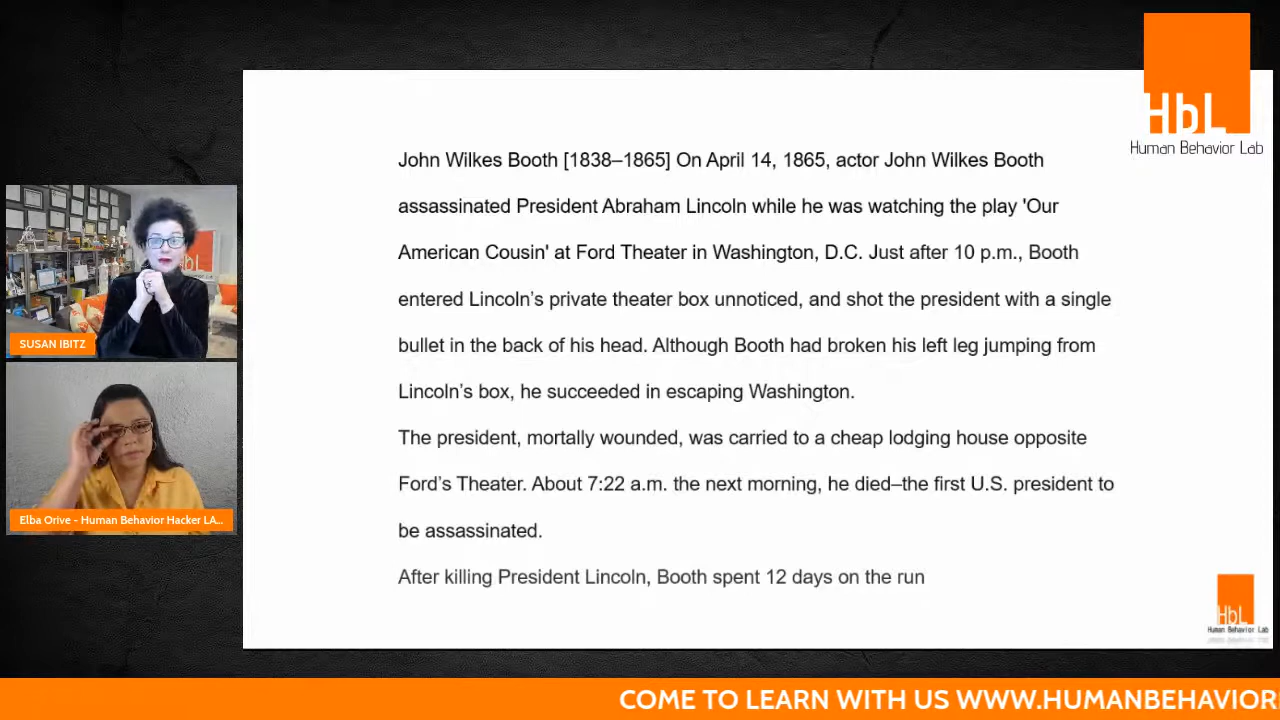 HbL
Human Behavior Lab
John Wilkes Booth [1838–1865] On April 14, 1865, actor John Wilkes Booth
assassinated President Abraham Lincoln while he was watching the play 'Our
American Cousin' at Ford Theater in Washington, D.C. Just after 10 p.m., Booth
entered Lincoln’s private theater box unnoticed, and shot the president with a single
bullet in the back of his head. Although Booth had broken his left leg jumping from
Lincoln’s box, he succeeded in escaping Washington.
The president, mortally wounded, was carried to a cheap lodging house opposite
Ford’s Theater. About 7:22 a.m. the next morning, he died–the first U.S. president to
be assassinated.
After killing President Lincoln, Booth spent 12 days on the run
SUSAN IBITZ
Elba Orive - Human Behavior Hacker LA...
HbL
Human Behavior Lab
COME TO LEARN WITH US WWW.HUMANBEHAVIOR